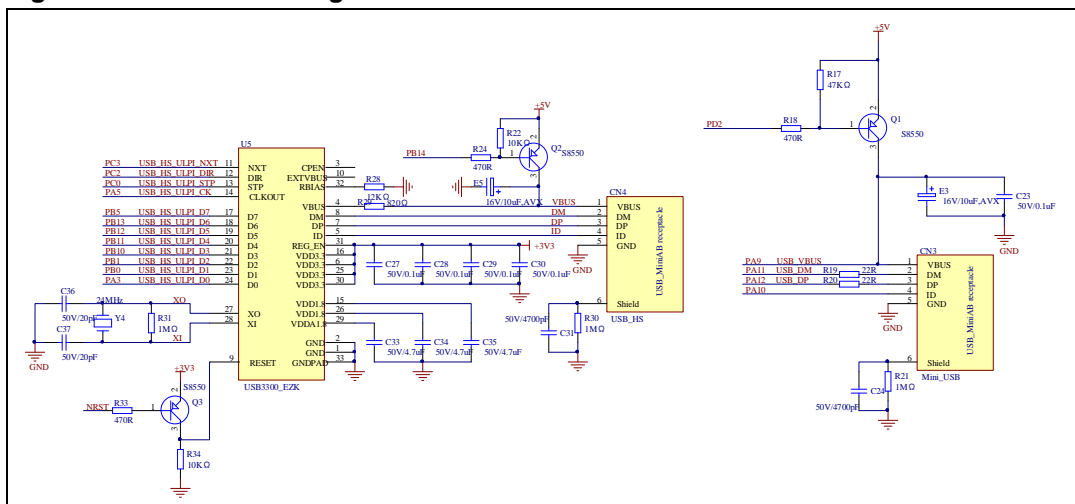 +5V
R17
47KΩ
PD2
R18
470R
2
1
3
Q1
S8550
E3
16V/10uF,AVX
C23
50V/0.1uF
GND
CN3
PA9 USB_VBUS 1 VBUS
PA11 USB_DM R19 22R 2 DM
PA12 USB_DP R20 22R 3 DP
PA10 4 ID
5 GND
GND
USB_MiniAB receptacle
6 Shield
Mini_USB
R21
1MΩ
C24
50V/4700pF
+5V
R22
10KΩ
PB14
R24
470R
2
1
3
Q2
S8550
E5
16V/10uF,AVX
U5
PC3 USB_HS_ULPI_NXT 11 NXT
PC2 USB_HS_ULPI_DIR 12 DIR
PC0 USB_HS_ULPI_STP 13 STP
PA5 USB_HS_ULPI_CK 14 CLKOUT
PB5 USB_HS_ULPI_D7 17 D7
PB13 USB_HS_ULPI_D6 18 D6
PB12 USB_HS_ULPI_D5 19 D5
PB11 USB_HS_ULPI_D4 20 D4
PB10 USB_HS_ULPI_D3 21 D3
PB1 USB_HS_ULPI_D2 22 D2
PB0 USB_HS_ULPI_D1 23 D1
PA3 USB_HS_ULPI_D0 24 D0
27 XO
28 XI
9 RESET
CPEN 3
EXTVBUS 10
RBIAS 32
VBUS 4
DM 8
DP 7
ID 5
REG_EN 31
VDD3.3 16
VDD3.3 6
VDD3.3 25
VDD3.3 30
VDD1.8 15
VDD1.8 26
VDDA1.8 29
GND 2
GND 1
GNDPAD 33
USB3300_EZK
R28
12KΩ
R29
820Ω
+3V3
C27
50V/0.1uF
C28
50V/0.1uF
C29
50V/0.1uF
C30
50V/0.1uF
C33
50V/4.7uF
C34
50V/4.7uF
C35
50V/4.7uF
CN4
VBUS 1 VBUS
DM 2 DM
DP 3 DP
ID 4 ID
5 GND
GND
USB_MiniAB receptacle
6 Shield
USB_HS
50V/4700pF
C31
R30
1MΩ
C36
50V/20pF
24MHz
Y4
XO
R31
1MΩ
XI
C37
50V/20pF
GND
+3V3
S8550
2
1
3
Q3
NRST
R33
470R
R34
10KΩ